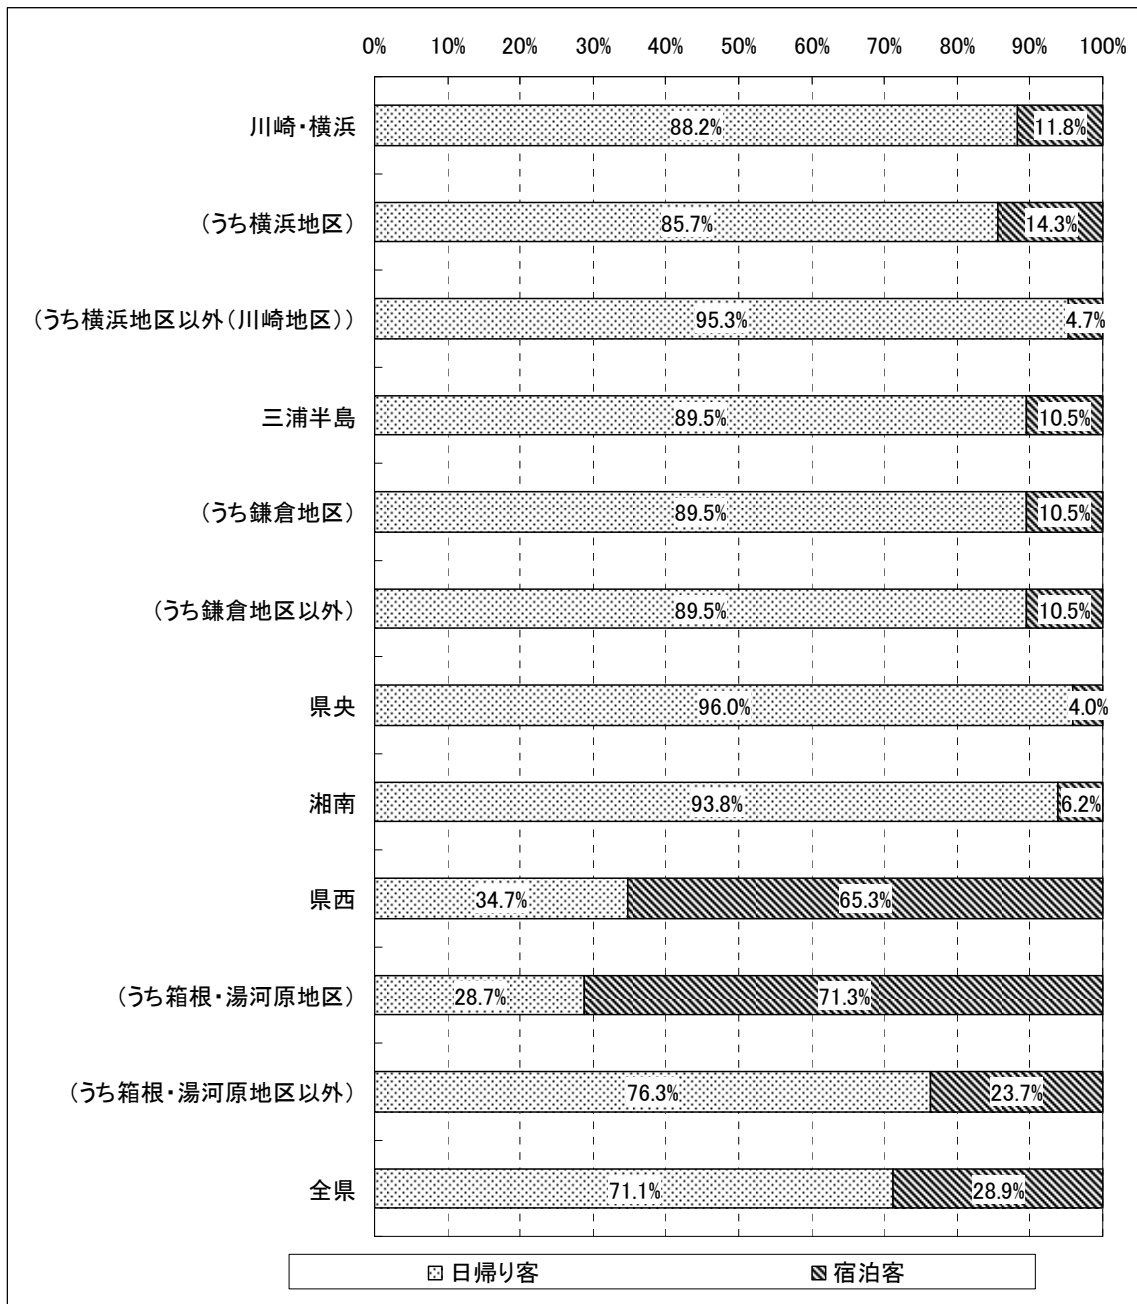 0% 10% 20% 30% 40% 50% 60% 70% 80% 90% 100%
川崎・横浜 88.2% 11.8%
(うち横浜地区) 85.7% 14.3%
(うち横浜地区以外(川崎地区)) 95.3% 4.7%
三浦半島 89.5% 10.5%
(うち鎌倉地区) 89.5% 10.5%
(うち鎌倉地区以外) 89.5% 10.5%
県央 96.0% 4.0%
湘南 93.8% 6.2%
県西 34.7% 65.3%
(うち箱根・湯河原地区) 28.7% 71.3%
(うち箱根・湯河原地区以外) 76.3% 23.7%
全県 71.1% 28.9%
日帰り客 宿泊客